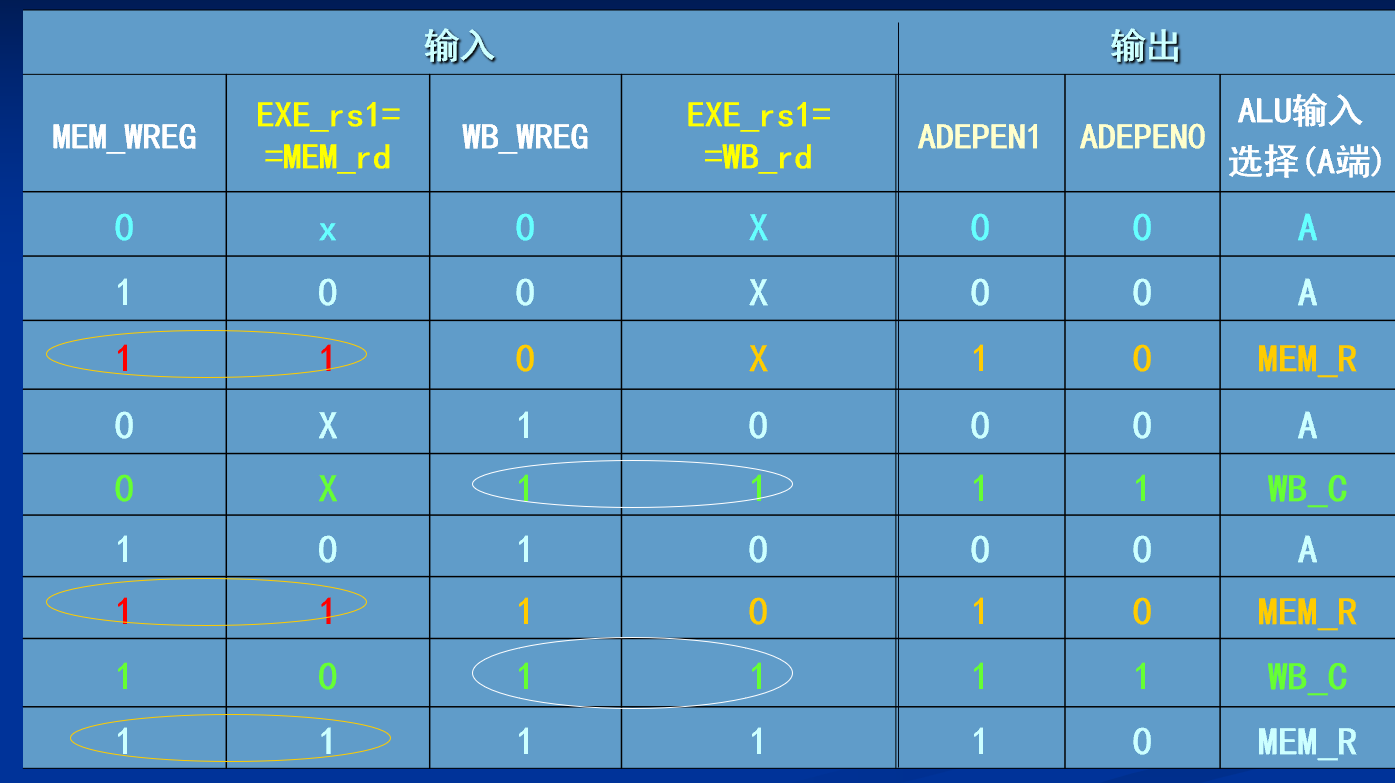 输入 输出
MEM_WREG EXE_rs1= =MEM_rd WB_WREG EXE_rs1= =WB_rd ADEPEN1 ADEPEN0 ALU输入 选择(A端)
0 x 0 X 0 0 A
1 0 0 X 0 0 A
1 1 0 X 1 0 MEM_R
0 X 1 0 0 0 A
0 X 1 1 1 1 WB_C
1 0 1 0 0 0 A
1 1 1 0 1 0 MEM_R
1 0 1 1 1 1 WB_C
1 1 1 1 1 0 MEM_R